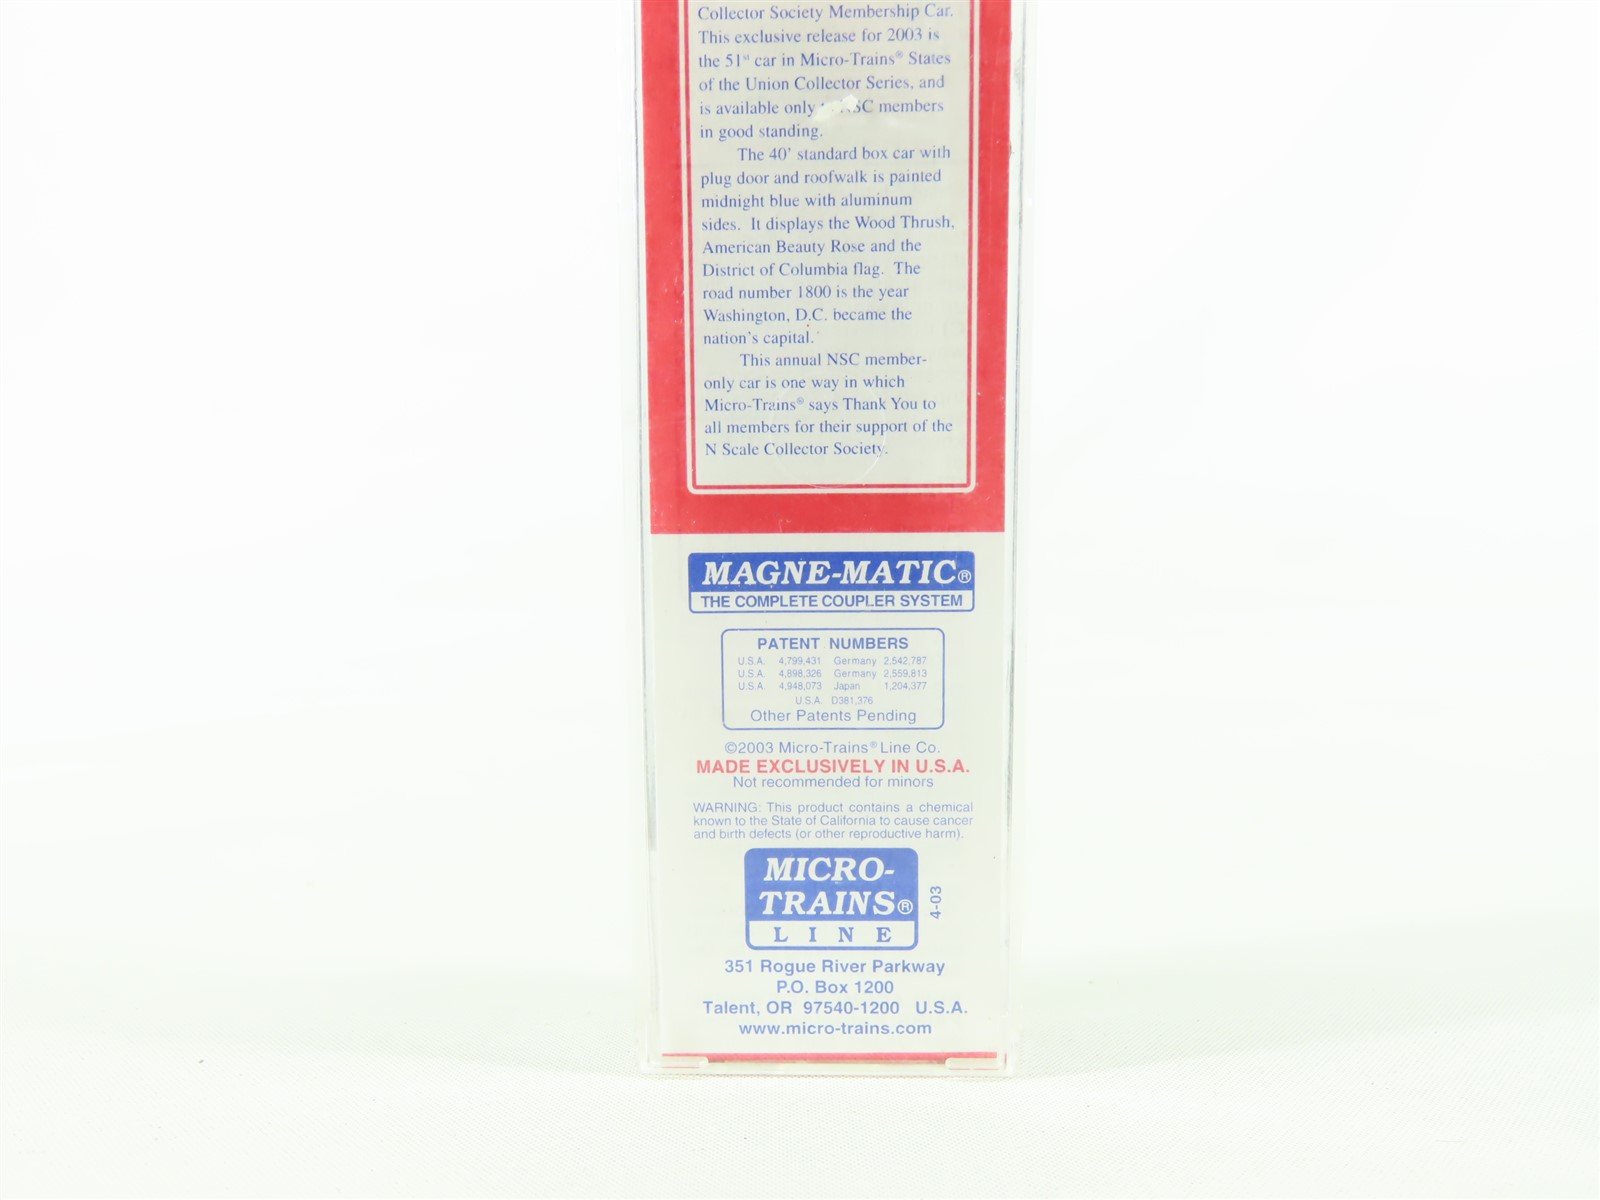 Collector Society Membership Car.
This exclusive release for 2003 is
the 51st car in Micro-Trains® States
of the Union Collector Series, and
is available only NSC members
in good standing.
The 40' standard box car with
plug door and roofwalk is painted
midnight blue with aluminum
sides. It displays the Wood Thrush,
American Beauty Rose and the
District of Columbia flag. The
road number 1800 is the year
Washington, D.C. became the
nation's capital.
This annual NSC member-
only car is one way in which
Micro-Trains® says Thank You to
all members for their support of the
N Scale Collector Society.
MAGNE-MATIC®
THE COMPLETE COUPLER SYSTEM
PATENT NUMBERS
U.S.A. 4,799,431 Germany 2,542,787
U.S.A. 4,898,326 Germany 2,559,813
U.S.A. 4,948,073 Japan 1,204,377
U.S.A. D381,376
Other Patents Pending
©2003 Micro-Trains® Line Co.
MADE EXCLUSIVELY IN U.S.A.
Not recommended for minors
WARNING: This product contains a chemical
known to the State of California to cause cancer
and birth defects (or other reproductive harm).
MICRO-
TRAINS®
LINE
4-03
351 Rogue River Parkway
P.O. Box 1200
Talent, OR 97540-1200 U.S.A.
www.micro-trains.com